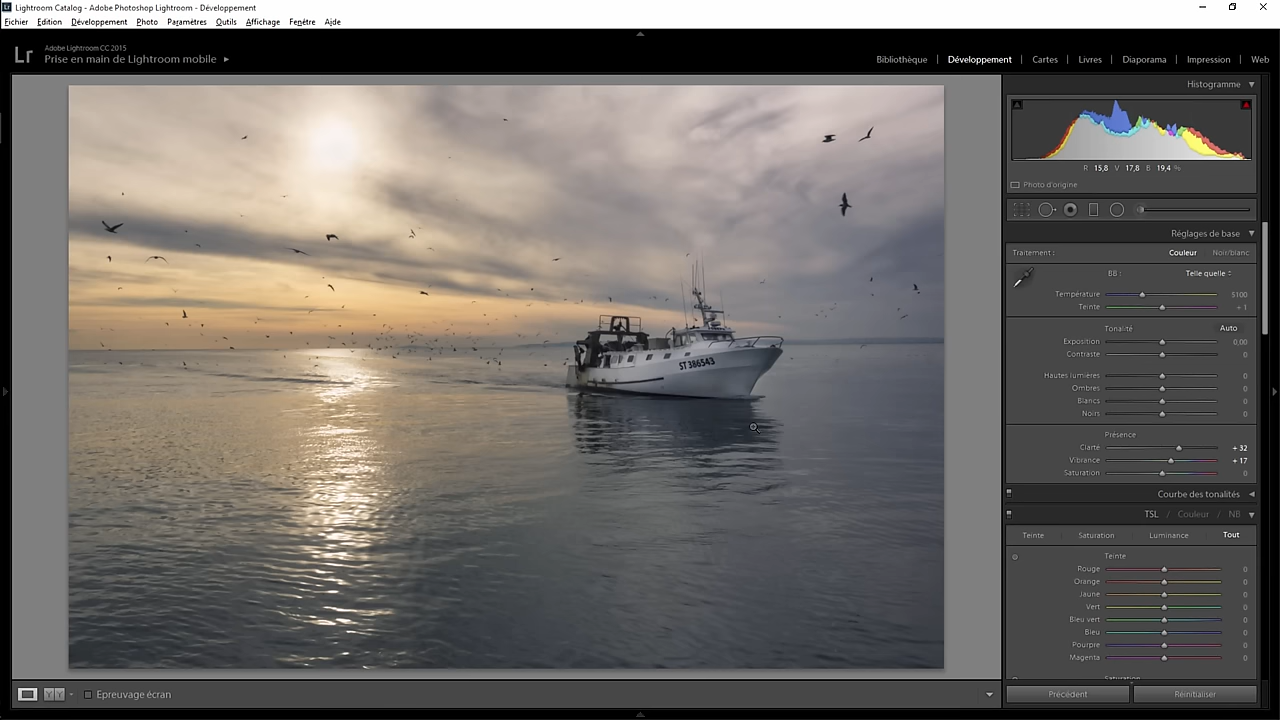 Lightroom Catalog - Adobe Photoshop Lightroom - Développement
Fichier Edition Développement Photo Paramètres Outils Affichage Fenêtre Aide
Lr
Adobe Lightroom CC 2015
Prise en main de Lightroom mobile
Bibliothèque | Développement | Cartes | Livres | Diaporama | Impression | Web
Histogramme
R 15,8 V 17,8 B 19,4 %
Photo d'origine
Réglages de base
Traitement : Couleur Noir/blanc
BB : Telle quelle
Température 5100
Teinte + 1
Tonalité Auto
Exposition 0,00
Contraste 0
Hautes lumières 0
Ombres 0
Blancs 0
Noirs 0
Présence
Clarté + 32
Vibrance + 17
Saturation 0
Courbe des tonalités
TSL / Couleur / NB
Teinte Saturation Luminance Tout
Teinte
Rouge 0
Orange 0
Jaune 0
Vert 0
Bleu vert 0
Bleu 0
Pourpre 0
Magenta 0
Saturation
Précédent Réinitialiser
ST 386543
Y Y
Epreuvage écran